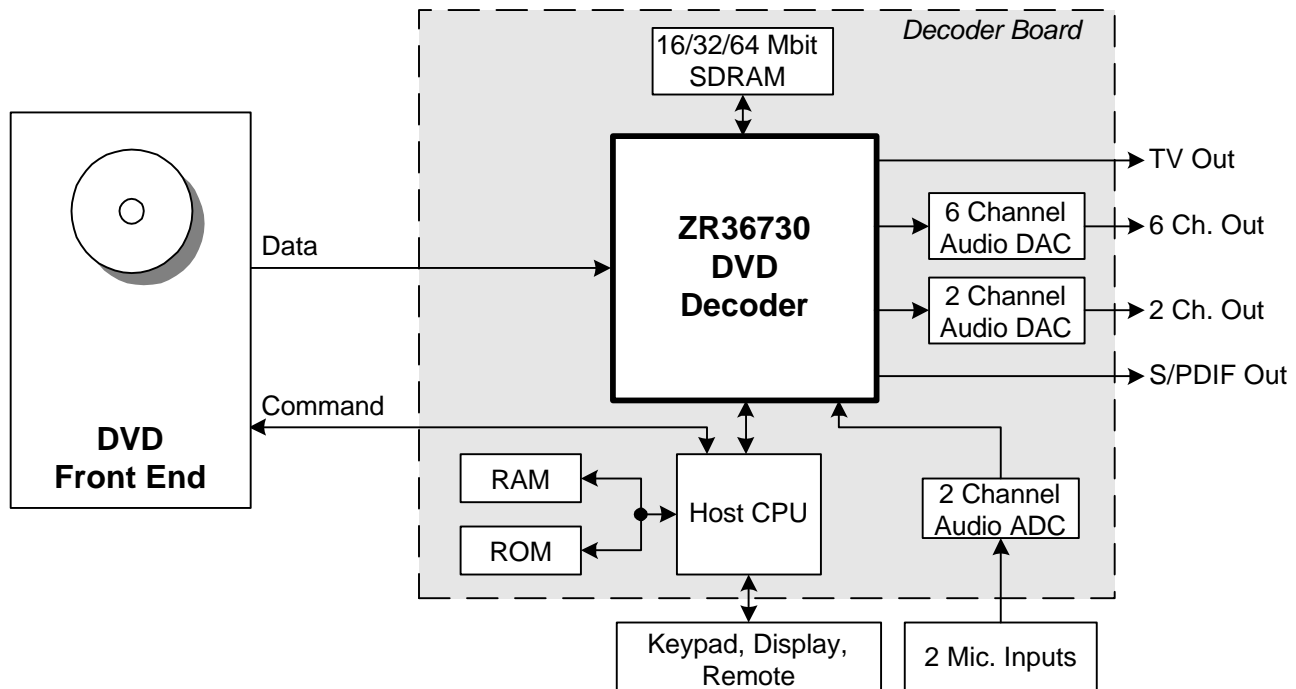 Decoder Board
16/32/64 Mbit
SDRAM
TV Out
6 Channel
Audio DAC
6 Ch. Out
ZR36730
DVD
Decoder
Data
2 Channel
Audio DAC
2 Ch. Out
S/PDIF Out
Command
DVD
Front End
RAM
ROM
Host CPU
2 Channel
Audio ADC
Keypad, Display,
Remote
2 Mic. Inputs